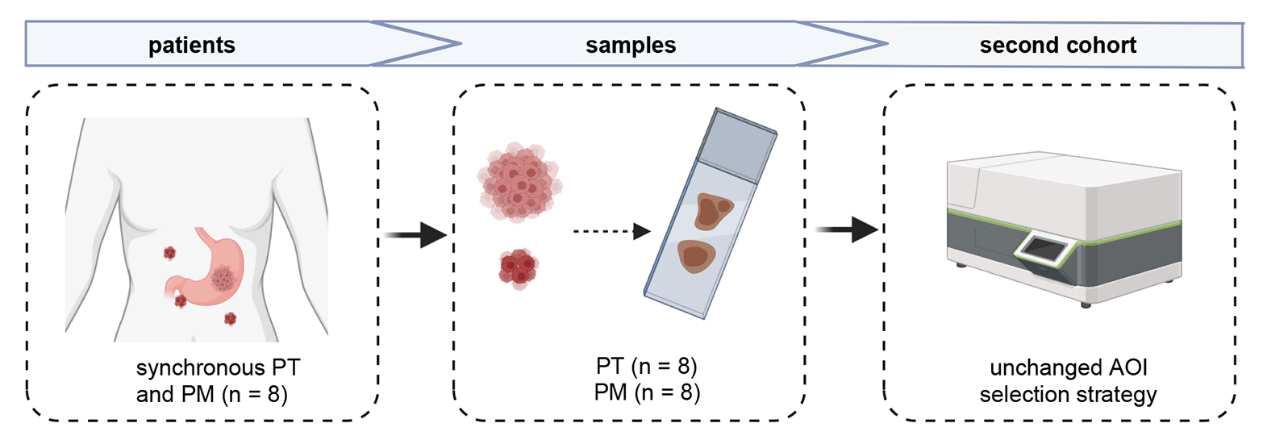 patients
samples
second cohort
synchronous PT
and PM (n = 8)
PT (n = 8)
PM (n = 8)
unchanged AOI
selection strategy